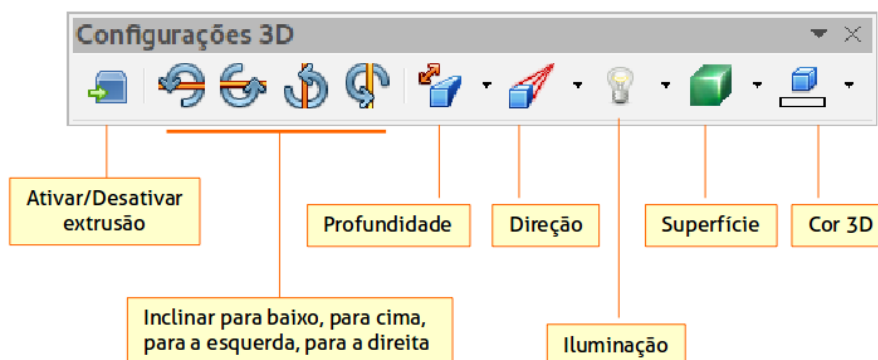 Configurações 3D
Ativar/Desativar
extrusão
Profundidade
Direção
Superfície
Cor 3D
Inclinar para baixo, para cima,
para a esquerda, para a direita
Iluminação